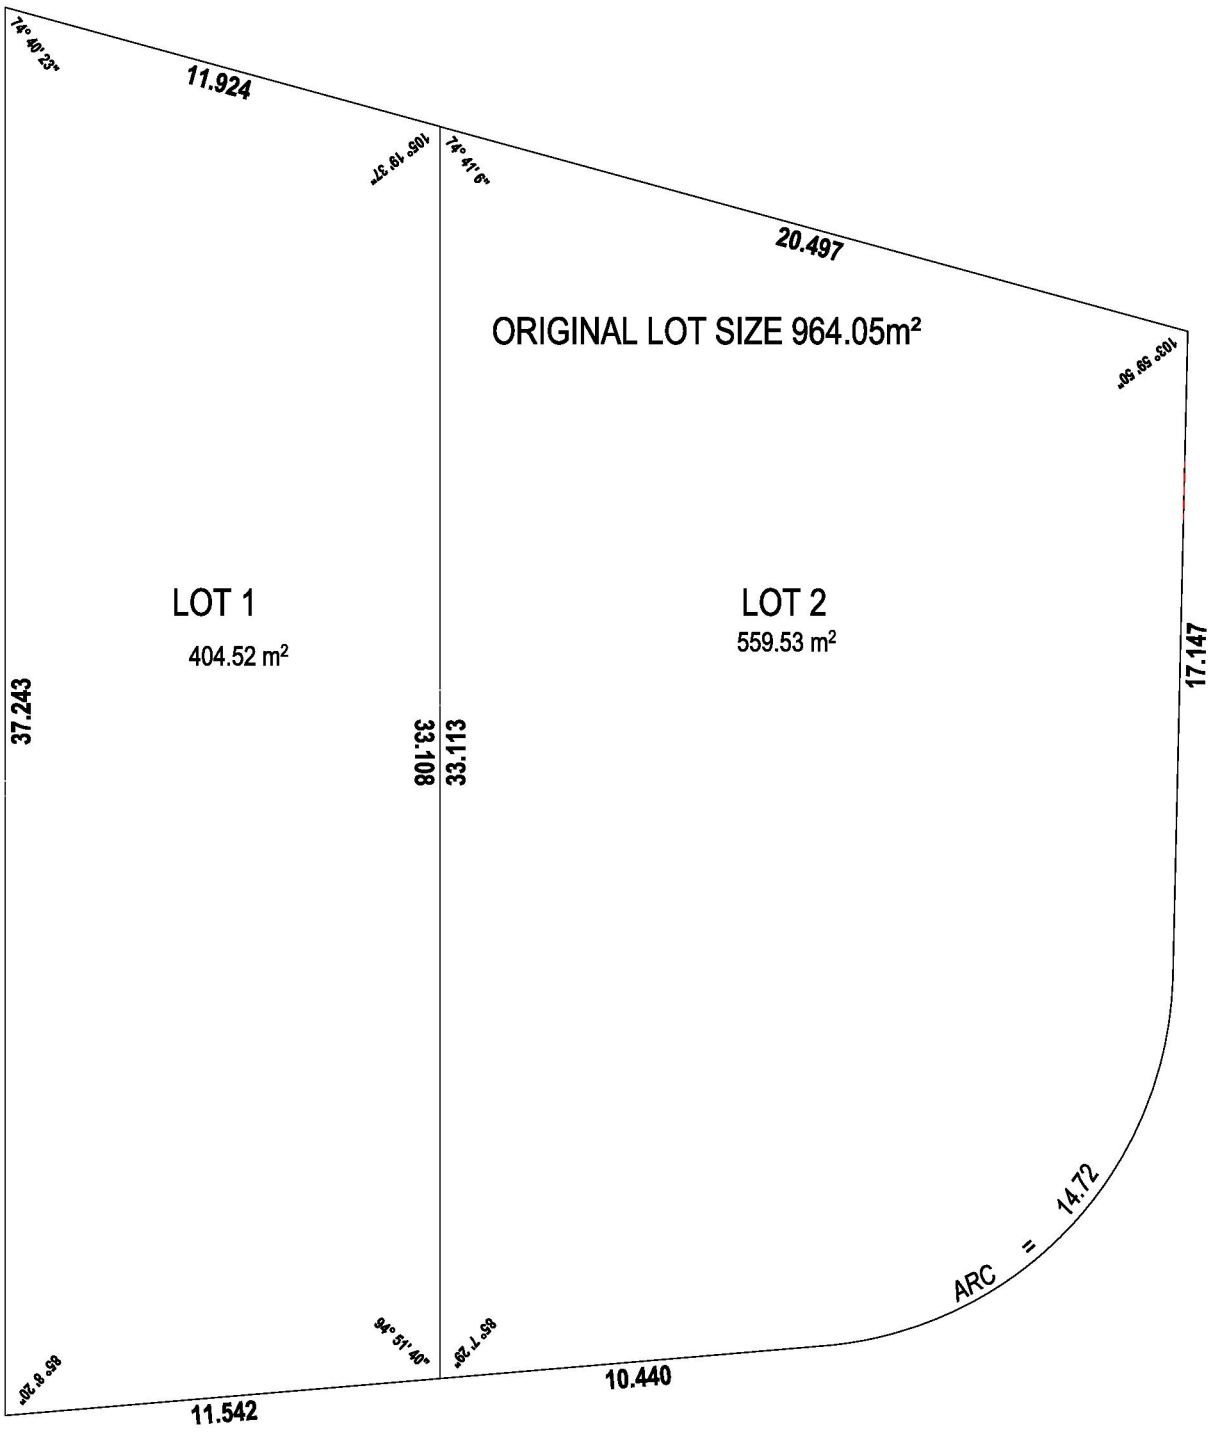 74° 40' 23"
11.924
105° 19' 37"
74° 41' 6"
20.497
ORIGINAL LOT SIZE 964.05m²
103° 59' 50"
LOT 1
404.52 m²
LOT 2
559.53 m²
17.147
37.243
33.108
33.113
14.72
=
ARC
94° 51' 40"
85° 7' 29"
85° 8' 20"
10.440
11.542